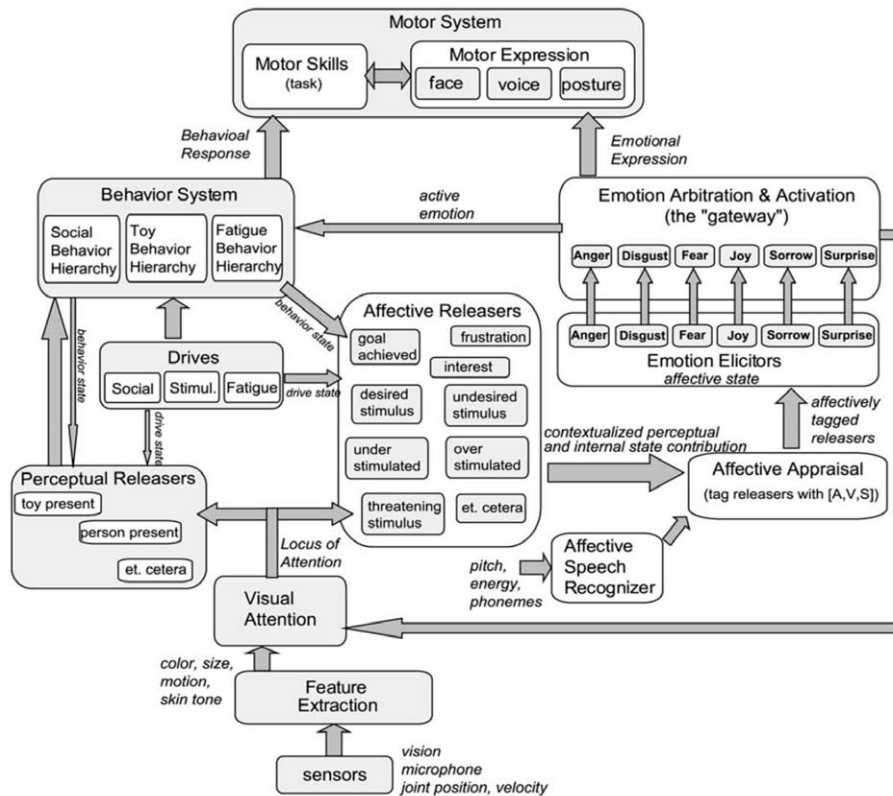 Motor System
Motor Skills
(task)
Motor Expression
face
voice
posture
Behavioal
Response
Emotional
Expression
Behavior System
Social
Behavior
Hierarchy
Toy
Behavior
Hierarchy
Fatigue
Behavior
Hierarchy
active
emotion
Emotion Arbitration & Activation
(the "gateway")
Anger
Disgust
Fear
Joy
Sorrow
Surprise
Anger
Disgust
Fear
Joy
Sorrow
Surprise
Emotion Elicitors
affective state
behavior state
behavior state
Drives
Social
Stimul.
Fatigue
drive state
drive state
Affective Releasers
goal
achieved
frustration
interest
desired
stimulus
undesired
stimulus
under
stimulated
over
stimulated
threatening
stimulus
et. cetera
affectively
tagged
releasers
contextualized perceptual
and internal state contribution
Affective Appraisal
(tag releasers with [A,V,S])
Perceptual Releasers
toy present
person present
et. cetera
Locus of
Attention
pitch,
energy,
phonemes
Affective
Speech
Recognizer
Visual
Attention
color, size,
motion,
skin tone
Feature
Extraction
sensors
vision
microphone
joint position, velocity